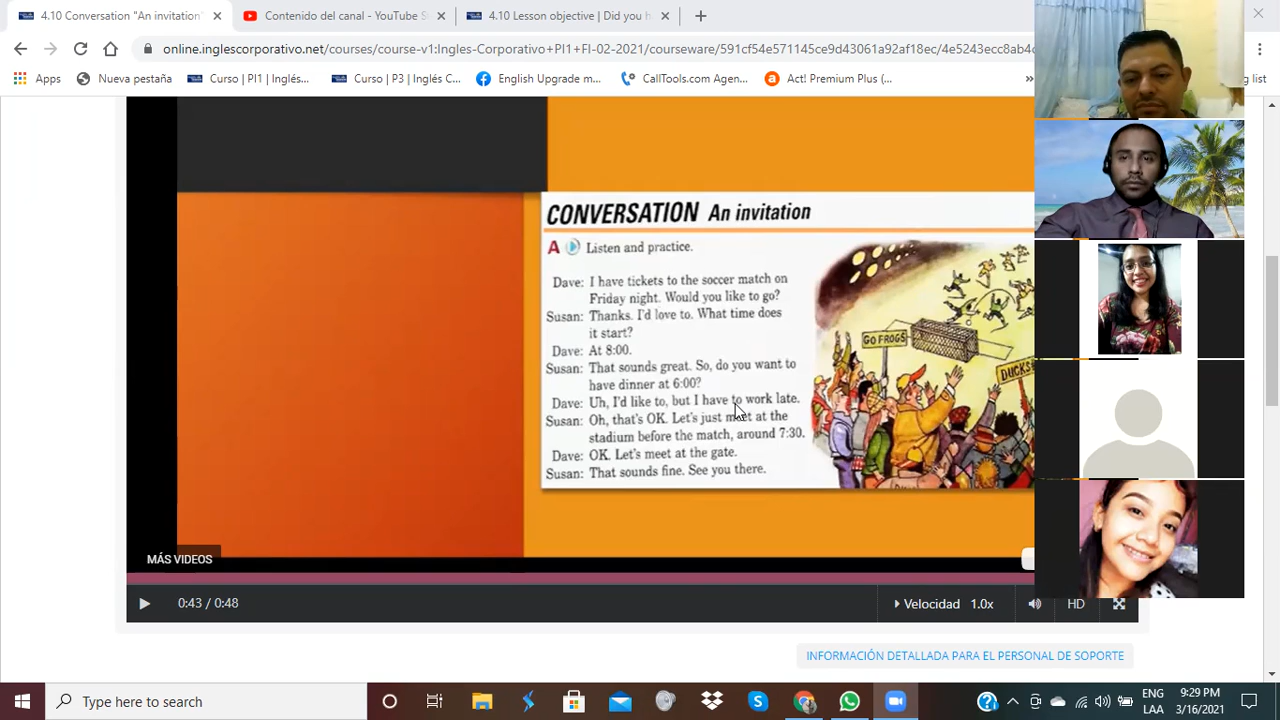 4.10 Conversation "An invitation"
Contenido del canal - YouTube S
4.10 Lesson objective | Did you h
online.inglescorporativo.net/courses/course-v1:Ingles-Corporativo+PI1+FI-02-2021/courseware/591cf54e571145ce9d43061a92af18ec/4e5243ecc8ab4c
Apps
Nueva pestaña
Curso | PI1 | Inglés...
Curso | P3 | Inglés C...
English Upgrade m...
CallTools.com Agen...
Act! Premium Plus (...
»
g list
CONVERSATION An invitation
A Listen and practice.
Dave: I have tickets to the soccer match on
Friday night. Would you like to go?
Susan: Thanks. I'd love to. What time does
it start?
Dave: At 8:00.
Susan: That sounds great. So, do you want to
have dinner at 6:00?
Dave: Uh, I'd like to, but I have to work late.
Susan: Oh, that's OK. Let's just meet at the
stadium before the match, around 7:30.
Dave: OK. Let's meet at the gate.
Susan: That sounds fine. See you there.
GO FROGS
DUCKS
MÁS VIDEOS
0:43 / 0:48
Velocidad 1.0x
HD
INFORMACIÓN DETALLADA PARA EL PERSONAL DE SOPORTE
Type here to search
ENG
LAA
9:29 PM
3/16/2021